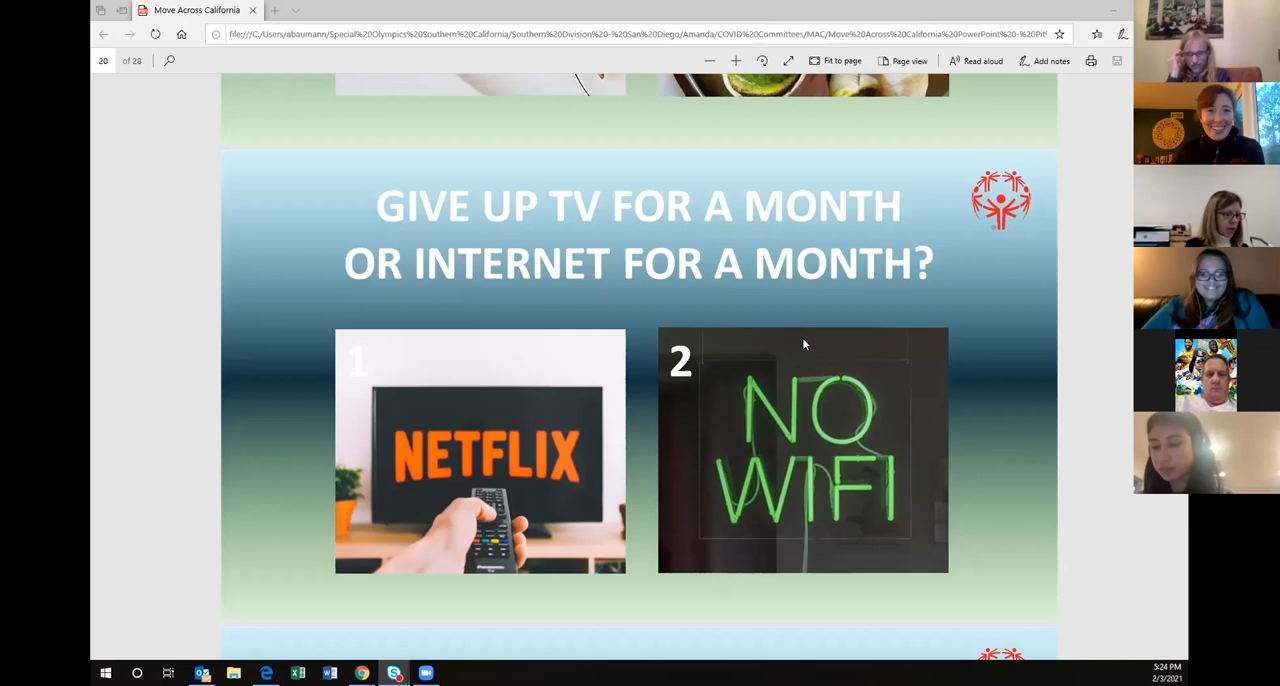 Move Across California
file:///C:/Users/abaumann/Special%20Olympics%20Southern%20California/Southern%20Division%20-%20San%20Diego/Amanda/COVID%20Committees/MAC/Move%20Across%20California%20PowerPoint%20-%20Pit
20 of 28
Fit to page
Page view
Read aloud
Add notes
GIVE UP TV FOR A MONTH
OR INTERNET FOR A MONTH?
1
2
NETFLIX
NO
WIFI
Panasonic
5:24 PM
2/3/2021